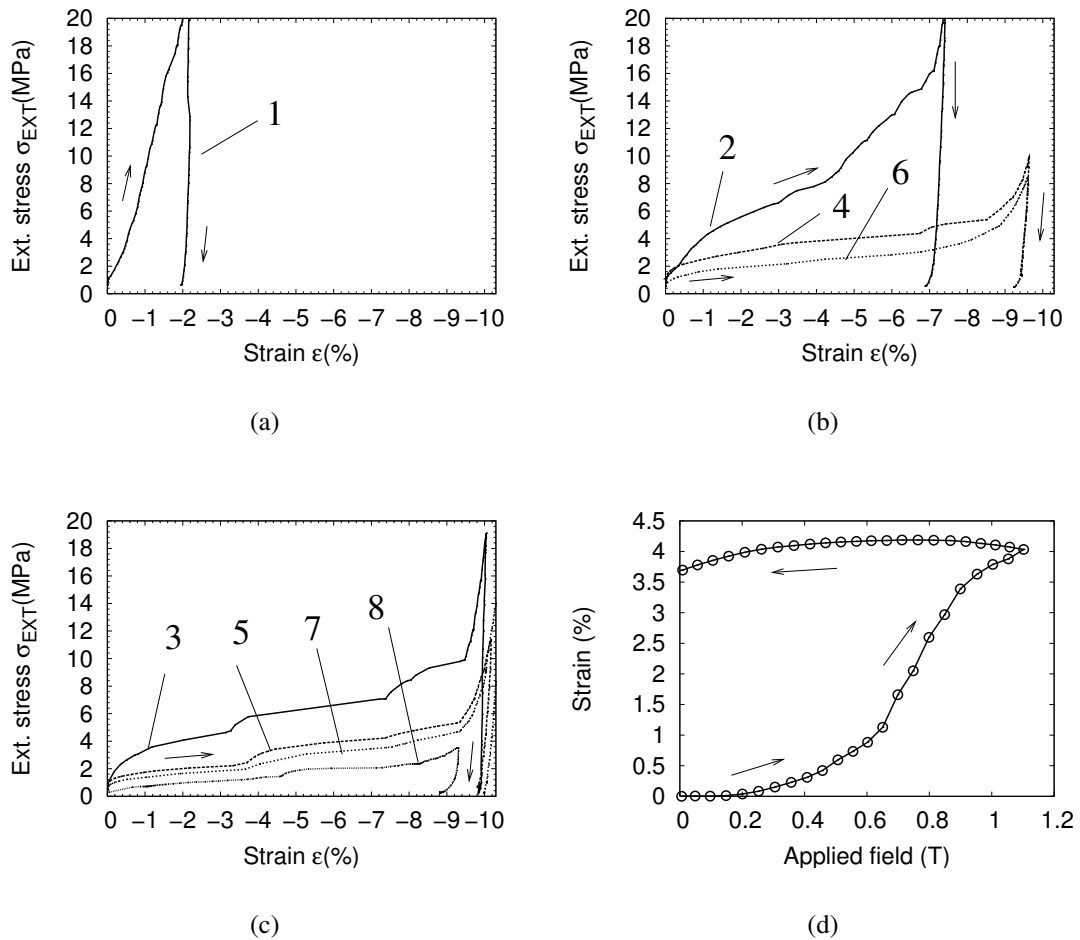 Ext. stress σEXT(MPa)
20
18
16
14
12
10
8
6
4
2
0
1
0 −1 −2 −3 −4 −5 −6 −7 −8 −9 −10
Strain ε(%)
(a)
Ext. stress σEXT(MPa)
20
18
16
14
12
10
8
6
4
2
0
2
4
6
0 −1 −2 −3 −4 −5 −6 −7 −8 −9 −10
Strain ε(%)
(b)
Ext. stress σEXT(MPa)
20
18
16
14
12
10
8
6
4
2
0
3 5 7 8
0 −1 −2 −3 −4 −5 −6 −7 −8 −9 −10
Strain ε(%)
(c)
Strain (%)
4.5
4
3.5
3
2.5
2
1.5
1
0.5
0
0 0.2 0.4 0.6 0.8 1 1.2
Applied field (T)
(d)